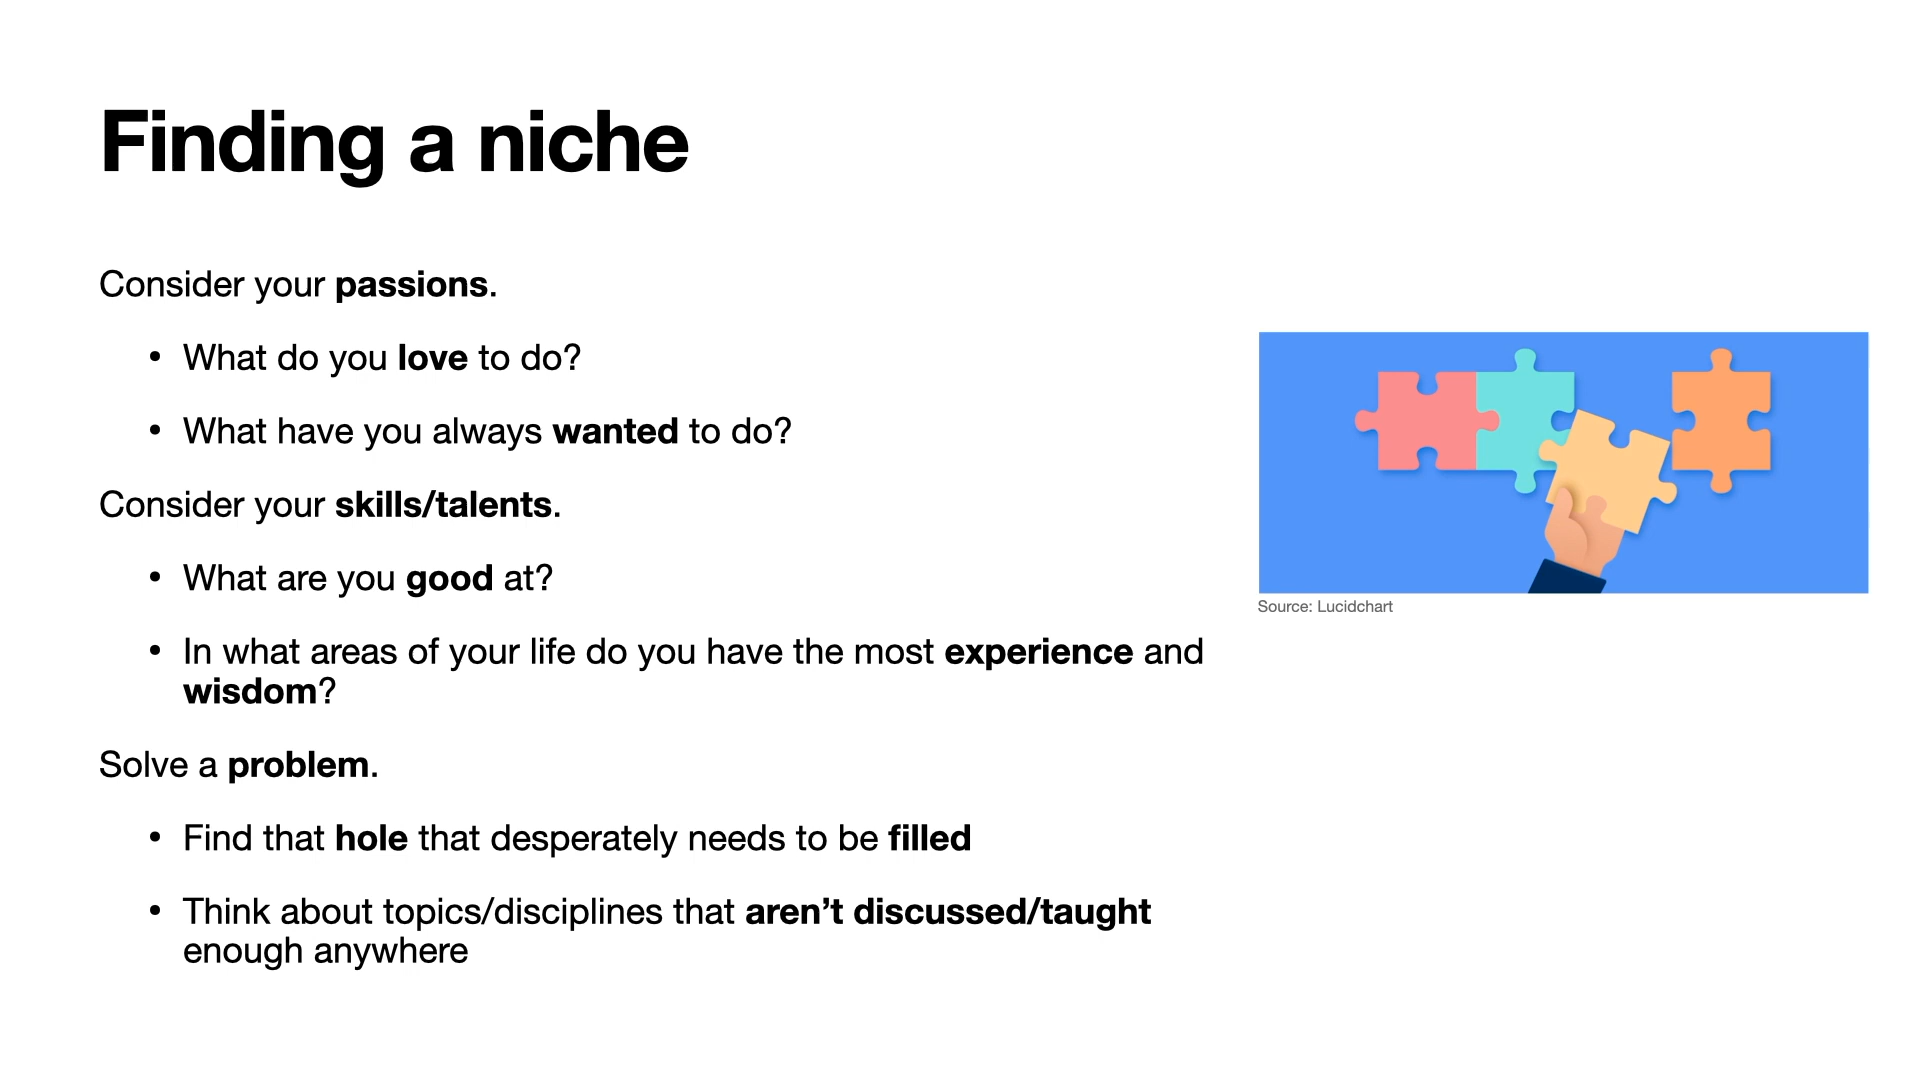 Finding a niche
Consider your passions.
• What do you love to do?
• What have you always wanted to do?
Consider your skills/talents.
• What are you good at?
• In what areas of your life do you have the most experience and
wisdom?
Solve a problem.
• Find that hole that desperately needs to be filled
• Think about topics/disciplines that aren’t discussed/taught
enough anywhere
Source: Lucidchart